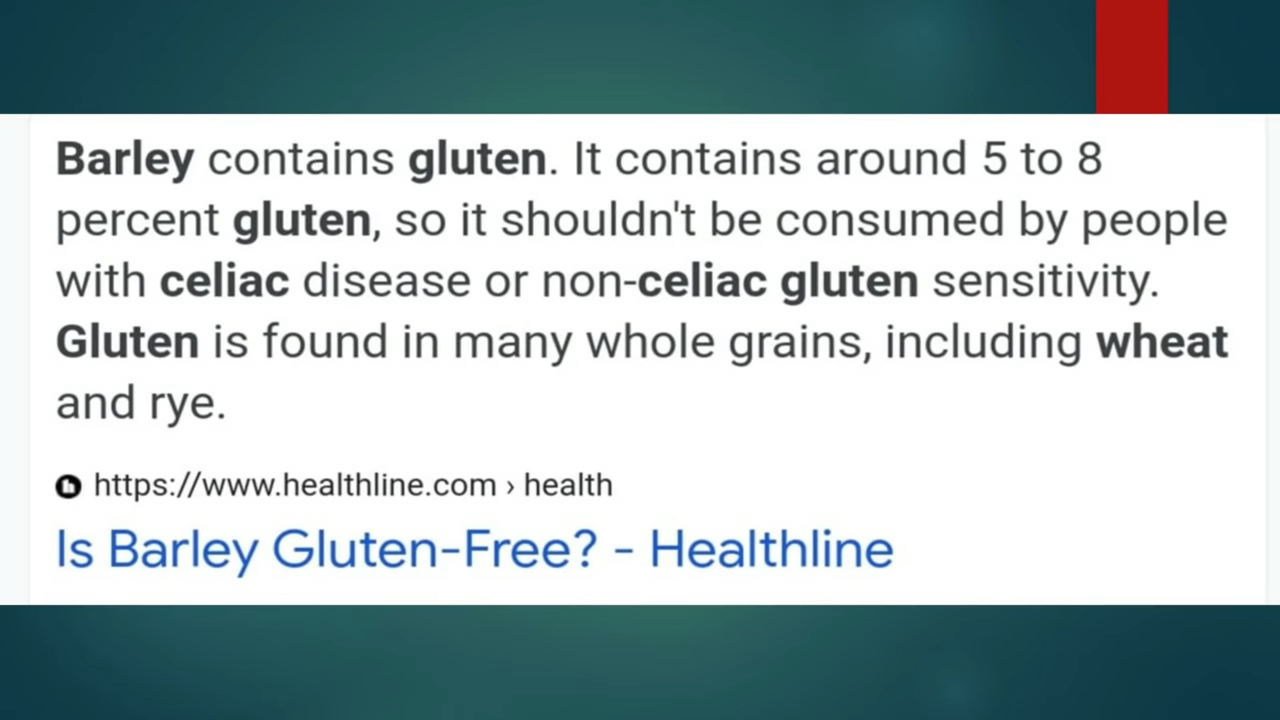 Barley contains gluten. It contains around 5 to 8
percent gluten, so it shouldn't be consumed by people
with celiac disease or non-celiac gluten sensitivity.
Gluten is found in many whole grains, including wheat
and rye.
https://www.healthline.com › health
Is Barley Gluten-Free? - Healthline